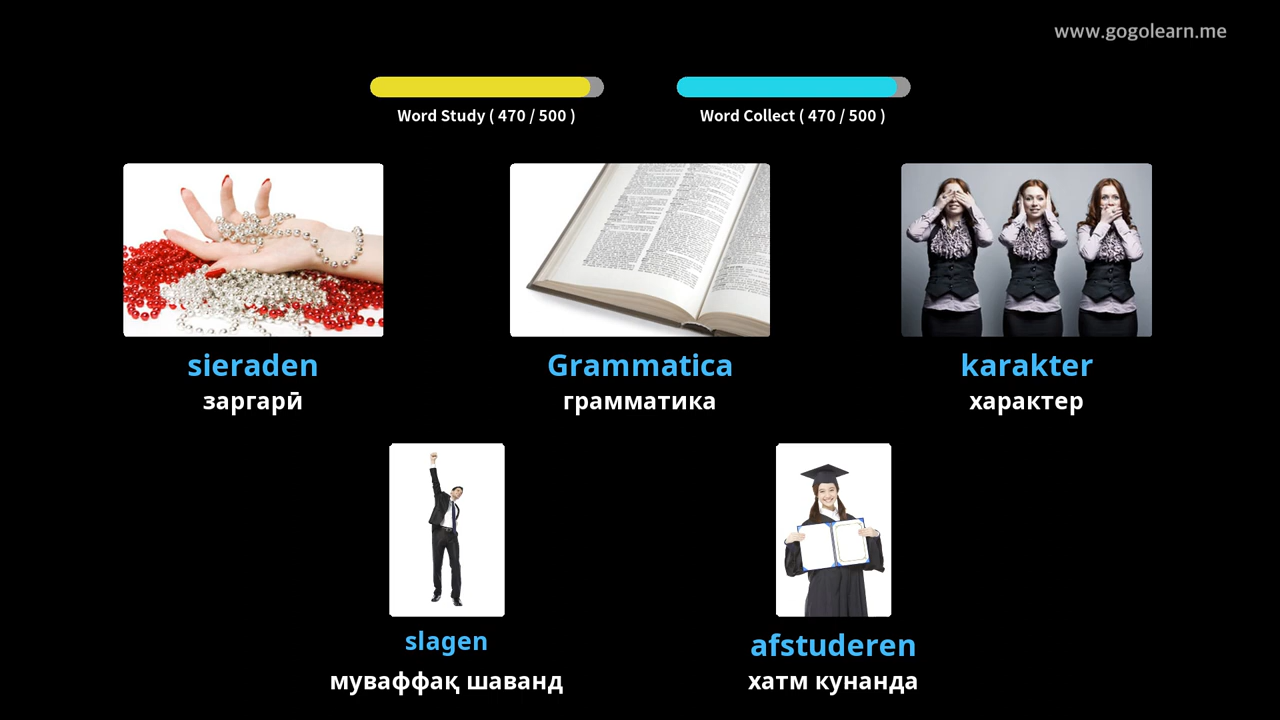 www.gogolearn.me
Word Study ( 470 / 500 )
Word Collect ( 470 / 500 )
sieraden
заргарӣ
Grammatica
грамматика
karakter
характер
slagen
муваффақ шаванд
afstuderen
хатм кунанда